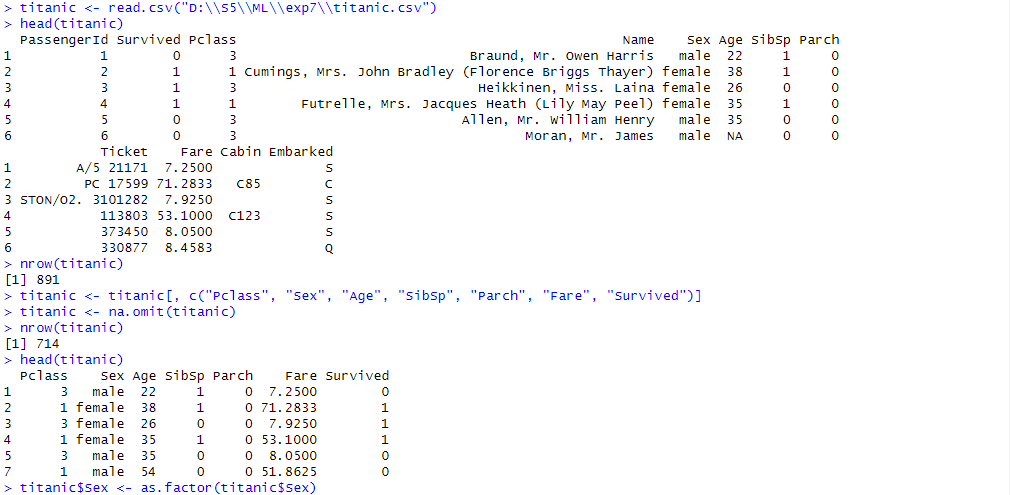 > titanic <- read.csv("D:\\S5\\ML\\exp7\\titanic.csv")
> head(titanic)
  PassengerId Survived Pclass                                                Name    Sex Age SibSp Parch
1           1        0      3                             Braund, Mr. Owen Harris   male  22     1     0
2           2        1      1 Cumings, Mrs. John Bradley (Florence Briggs Thayer) female  38     1     0
3           3        1      3                              Heikkinen, Miss. Laina female  26     0     0
4           4        1      1        Futrelle, Mrs. Jacques Heath (Lily May Peel) female  35     1     0
5           5        0      3                            Allen, Mr. William Henry   male  35     0     0
6           6        0      3                                    Moran, Mr. James   male  NA     0     0
            Ticket    Fare Cabin Embarked
1        A/5 21171  7.2500              S
2         PC 17599 71.2833   C85        C
3 STON/O2. 3101282  7.9250              S
4           113803 53.1000  C123        S
5           373450  8.0500              S
6           330877  8.4583              Q
> nrow(titanic)
[1] 891
> titanic <- titanic[, c("Pclass", "Sex", "Age", "SibSp", "Parch", "Fare", "Survived")]
> titanic <- na.omit(titanic)
> nrow(titanic)
[1] 714
> head(titanic)
  Pclass    Sex Age SibSp Parch    Fare Survived
1      3   male  22     1     0  7.2500        0
2      1 female  38     1     0 71.2833        1
3      3 female  26     0     0  7.9250        1
4      1 female  35     1     0 53.1000        1
5      3   male  35     0     0  8.0500        0
7      1   male  54     0     0 51.8625        0
> titanic$Sex <- as.factor(titanic$Sex)